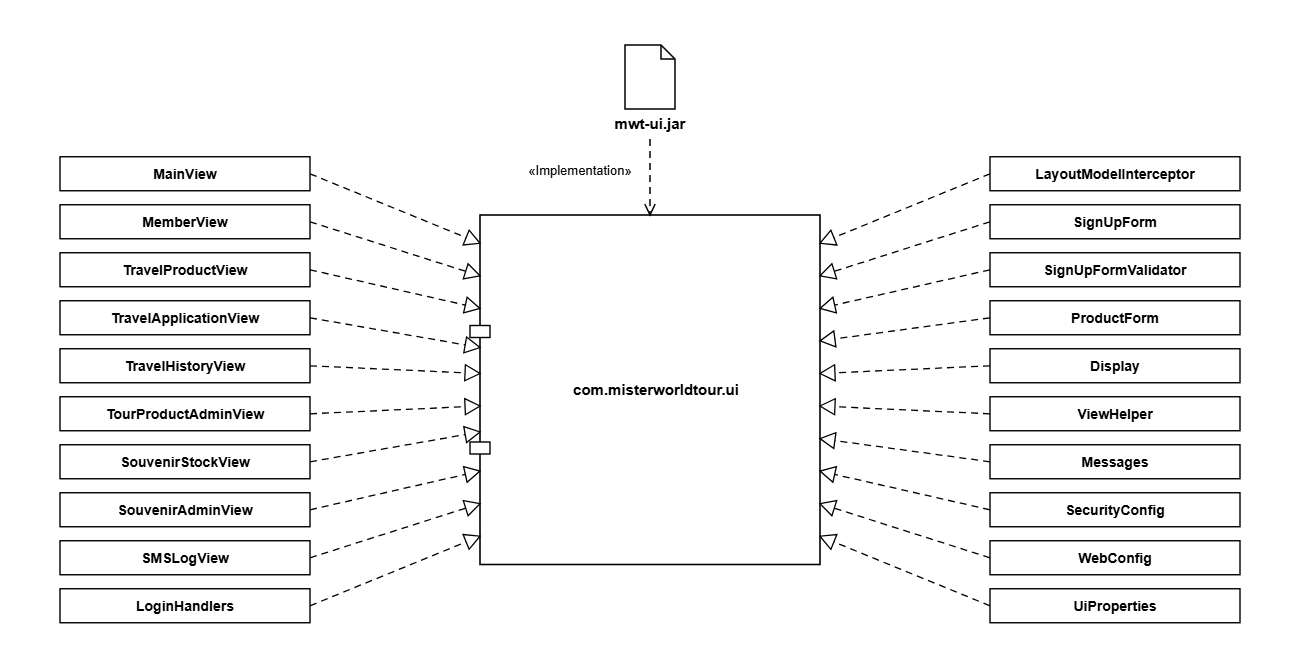 mwt-ui.jar
«Implementation»
MainView
MemberView
TravelProductView
TravelApplicationView
TravelHistoryView
TourProductAdminView
SouvenirStockView
SouvenirAdminView
SMSLogView
LoginHandlers
com.misterworldtour.ui
LayoutModelInterceptor
SignUpForm
SignUpFormValidator
ProductForm
Display
ViewHelper
Messages
SecurityConfig
WebConfig
UiProperties